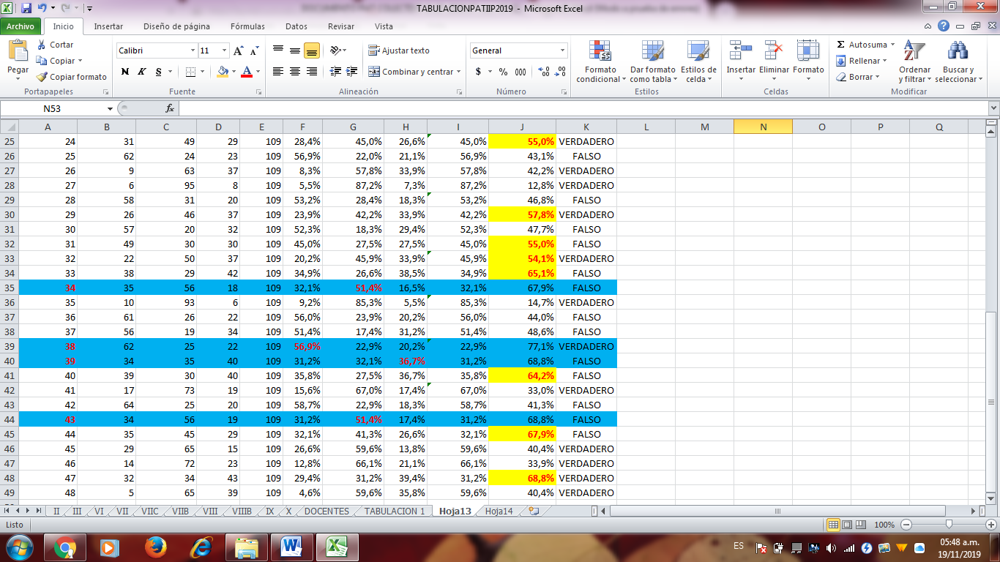 TABULACIONPATIIP2019 - Microsoft Excel
Archivo Inicio Insertar Diseño de página Fórmulas Datos Revisar Vista
Pegar Cortar Copiar Copiar formato Portapapeles
Calibri 11 N K S Fuente
Ajustar texto Combinar y centrar Alineación
General $ % 000 Número
Formato condicional Dar formato como tabla Estilos de celda Estilos
Insertar Eliminar Formato Celdas
Autosuma Rellenar Borrar Ordenar y filtrar Buscar y seleccionar Modificar
N53 fx
A B C D E F G H I J K L M N O P Q
25 24 31 49 29 109 28,4% 45,0% 26,6% 45,0% 55,0% VERDADERO
26 25 62 24 23 109 56,9% 22,0% 21,1% 56,9% 43,1% FALSO
27 26 9 63 37 109 8,3% 57,8% 33,9% 57,8% 42,2% VERDADERO
28 27 6 95 8 109 5,5% 87,2% 7,3% 87,2% 12,8% VERDADERO
29 28 58 31 20 109 53,2% 28,4% 18,3% 53,2% 46,8% FALSO
30 29 26 46 37 109 23,9% 42,2% 33,9% 42,2% 57,8% VERDADERO
31 30 57 20 32 109 52,3% 18,3% 29,4% 52,3% 47,7% FALSO
32 31 49 30 30 109 45,0% 27,5% 27,5% 45,0% 55,0% FALSO
33 32 22 50 37 109 20,2% 45,9% 33,9% 45,9% 54,1% VERDADERO
34 33 38 29 42 109 34,9% 26,6% 38,5% 34,9% 65,1% FALSO
35 34 35 56 18 109 32,1% 51,4% 16,5% 32,1% 67,9% FALSO
36 35 10 93 6 109 9,2% 85,3% 5,5% 85,3% 14,7% VERDADERO
37 36 61 26 22 109 56,0% 23,9% 20,2% 56,0% 44,0% FALSO
38 37 56 19 34 109 51,4% 17,4% 31,2% 51,4% 48,6% FALSO
39 38 62 25 22 109 56,9% 22,9% 20,2% 22,9% 77,1% VERDADERO
40 39 34 35 40 109 31,2% 32,1% 36,7% 31,2% 68,8% FALSO
41 40 39 30 40 109 35,8% 27,5% 36,7% 35,8% 64,2% FALSO
42 41 17 73 19 109 15,6% 67,0% 17,4% 67,0% 33,0% VERDADERO
43 42 64 25 20 109 58,7% 22,9% 18,3% 58,7% 41,3% FALSO
44 43 34 56 19 109 31,2% 51,4% 17,4% 31,2% 68,8% FALSO
45 44 35 45 29 109 32,1% 41,3% 26,6% 32,1% 67,9% FALSO
46 45 29 65 15 109 26,6% 59,6% 13,8% 59,6% 40,4% VERDADERO
47 46 14 72 23 109 12,8% 66,1% 21,1% 66,1% 33,9% VERDADERO
48 47 32 34 43 109 29,4% 31,2% 39,4% 31,2% 68,8% VERDADERO
49 48 5 65 39 109 4,6% 59,6% 35,8% 59,6% 40,4% VERDADERO
II III VI VII VIIC VIIB VIII VIIIB IX X DOCENTES TABULACION 1 Hoja13 Hoja14
Listo 100%
ES 05:48 a.m.
19/11/2019